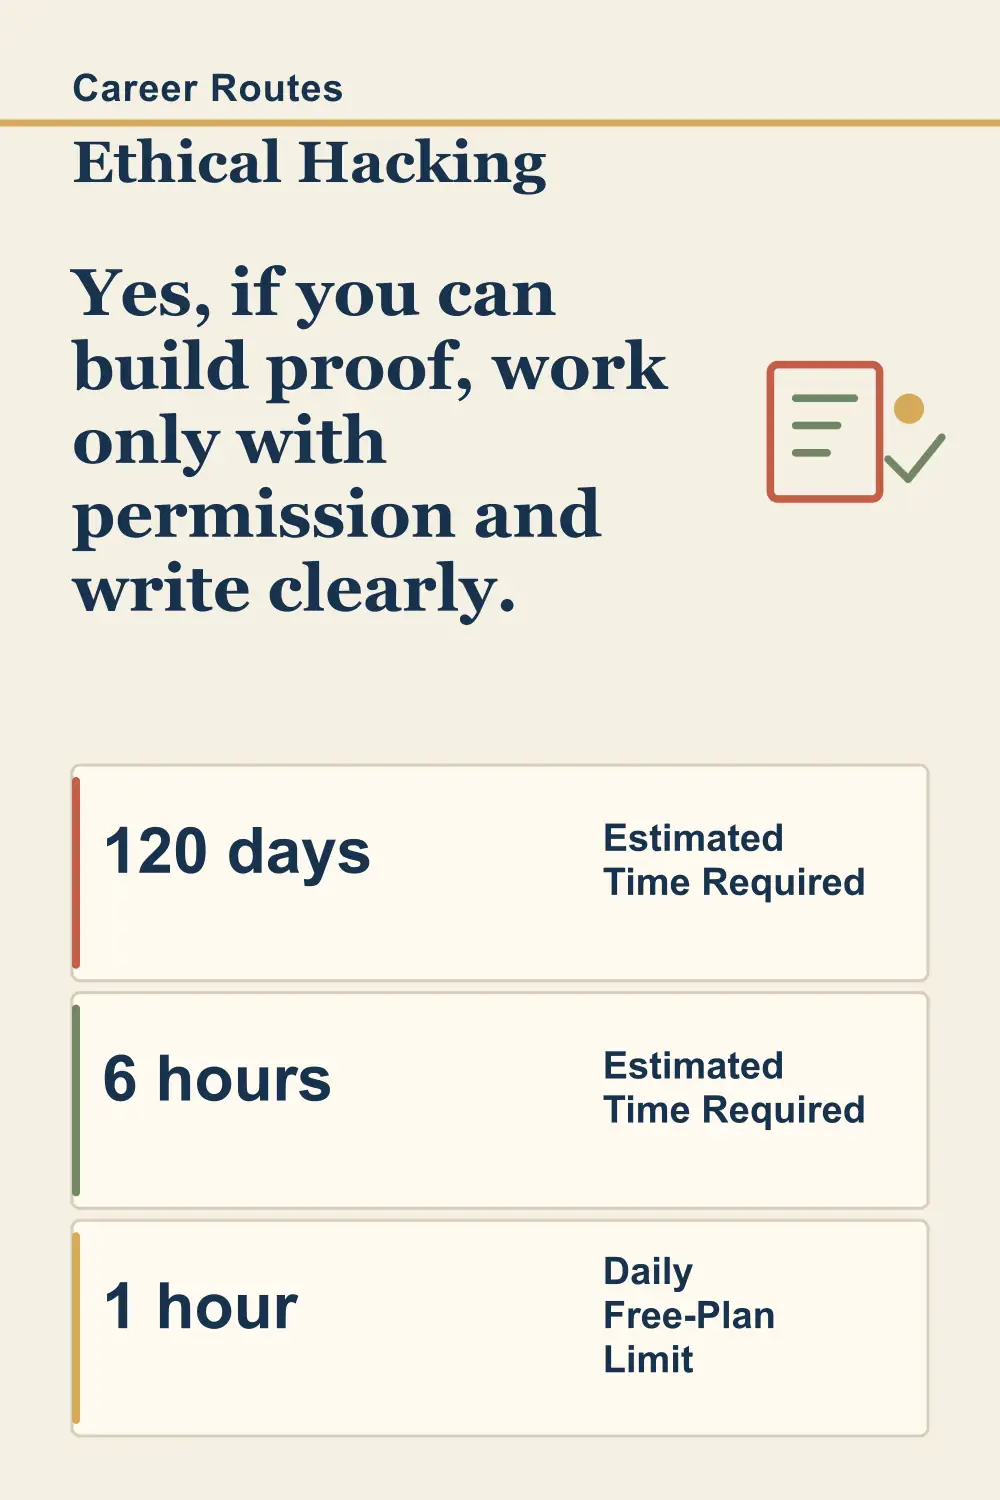 Career Routes
Ethical Hacking
Yes, if you can
build proof, work
only with
permission and
write clearly.
120 days
Estimated
Time Required
6 hours
Estimated
Time Required
1 hour
Daily
Free-Plan
Limit